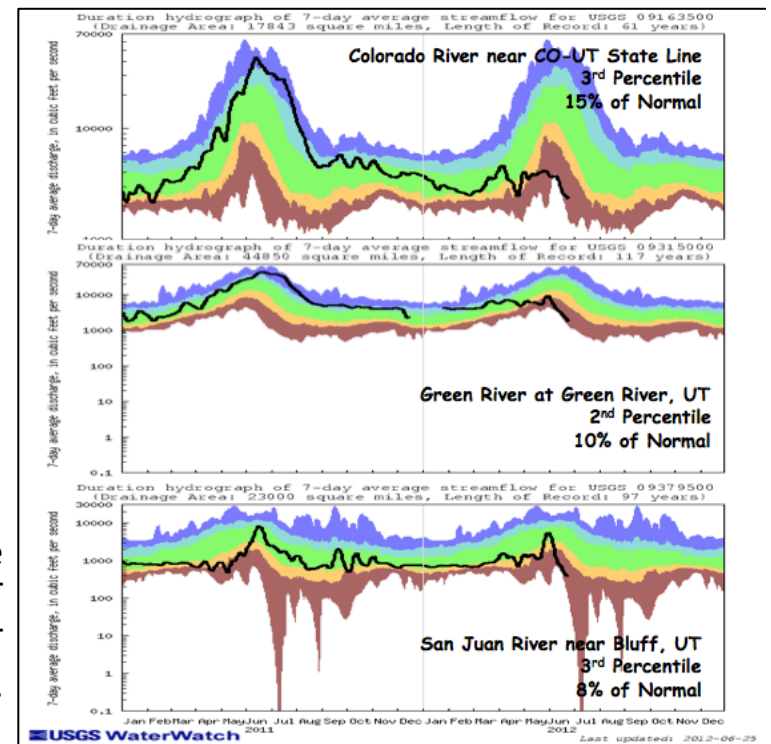 Duration hydrograph of 7-day average streamflow for USGS 09163500
(Drainage Area: 17843 square miles, Length of Record: 61 years)
70000
Colorado River near CO-UT State Line
3rd Percentile
15% of Normal
10000
7-day average discharge, in cubic feet per second
1000
Duration hydrograph of 7-day average streamflow for USGS 09315000
(Drainage Area: 44850 square miles, Length of Record: 117 years)
70000
10000
1000
100
10
1
0.1
7-day average discharge, in cubic feet per second
Green River at Green River, UT
2nd Percentile
10% of Normal
Duration hydrograph of 7-day average streamflow for USGS 09379500
(Drainage Area: 23000 square miles, Length of Record: 97 years)
30000
10000
1000
100
10
1
0.1
7-day average discharge, in cubic feet per second
San Juan River near Bluff, UT
3rd Percentile
8% of Normal
Jan Feb Mar Apr May Jun Jul Aug Sep Oct Nov Dec Jan Feb Mar Apr May Jun Jul Aug Sep Oct Nov Dec
2011 2012
USGS WaterWatch
Last updated: 2012-06-25